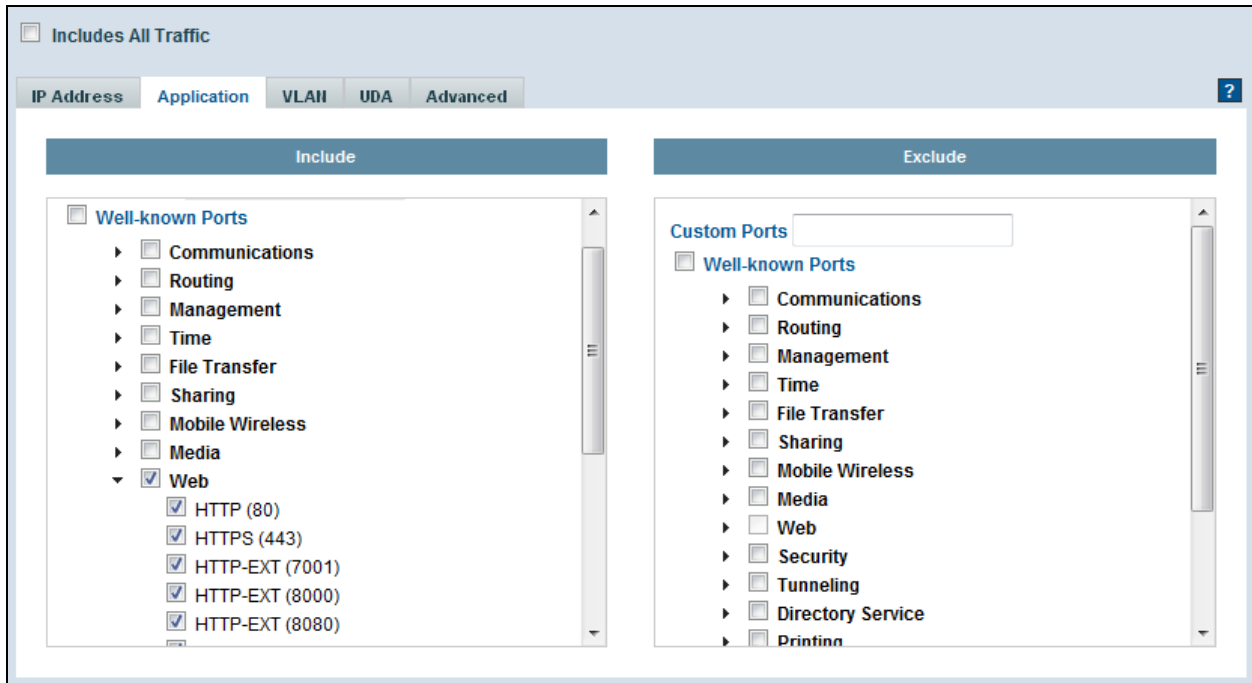 Includes All Traffic
IP Address Application VLAN UDA Advanced ?
Include
Well-known Ports
Communications
Routing
Management
Time
File Transfer
Sharing
Mobile Wireless
Media
Web
HTTP (80)
HTTPS (443)
HTTP-EXT (7001)
HTTP-EXT (8000)
HTTP-EXT (8080)
Exclude
Custom Ports
Well-known Ports
Communications
Routing
Management
Time
File Transfer
Sharing
Mobile Wireless
Media
Web
Security
Tunneling
Directory Service
Printing